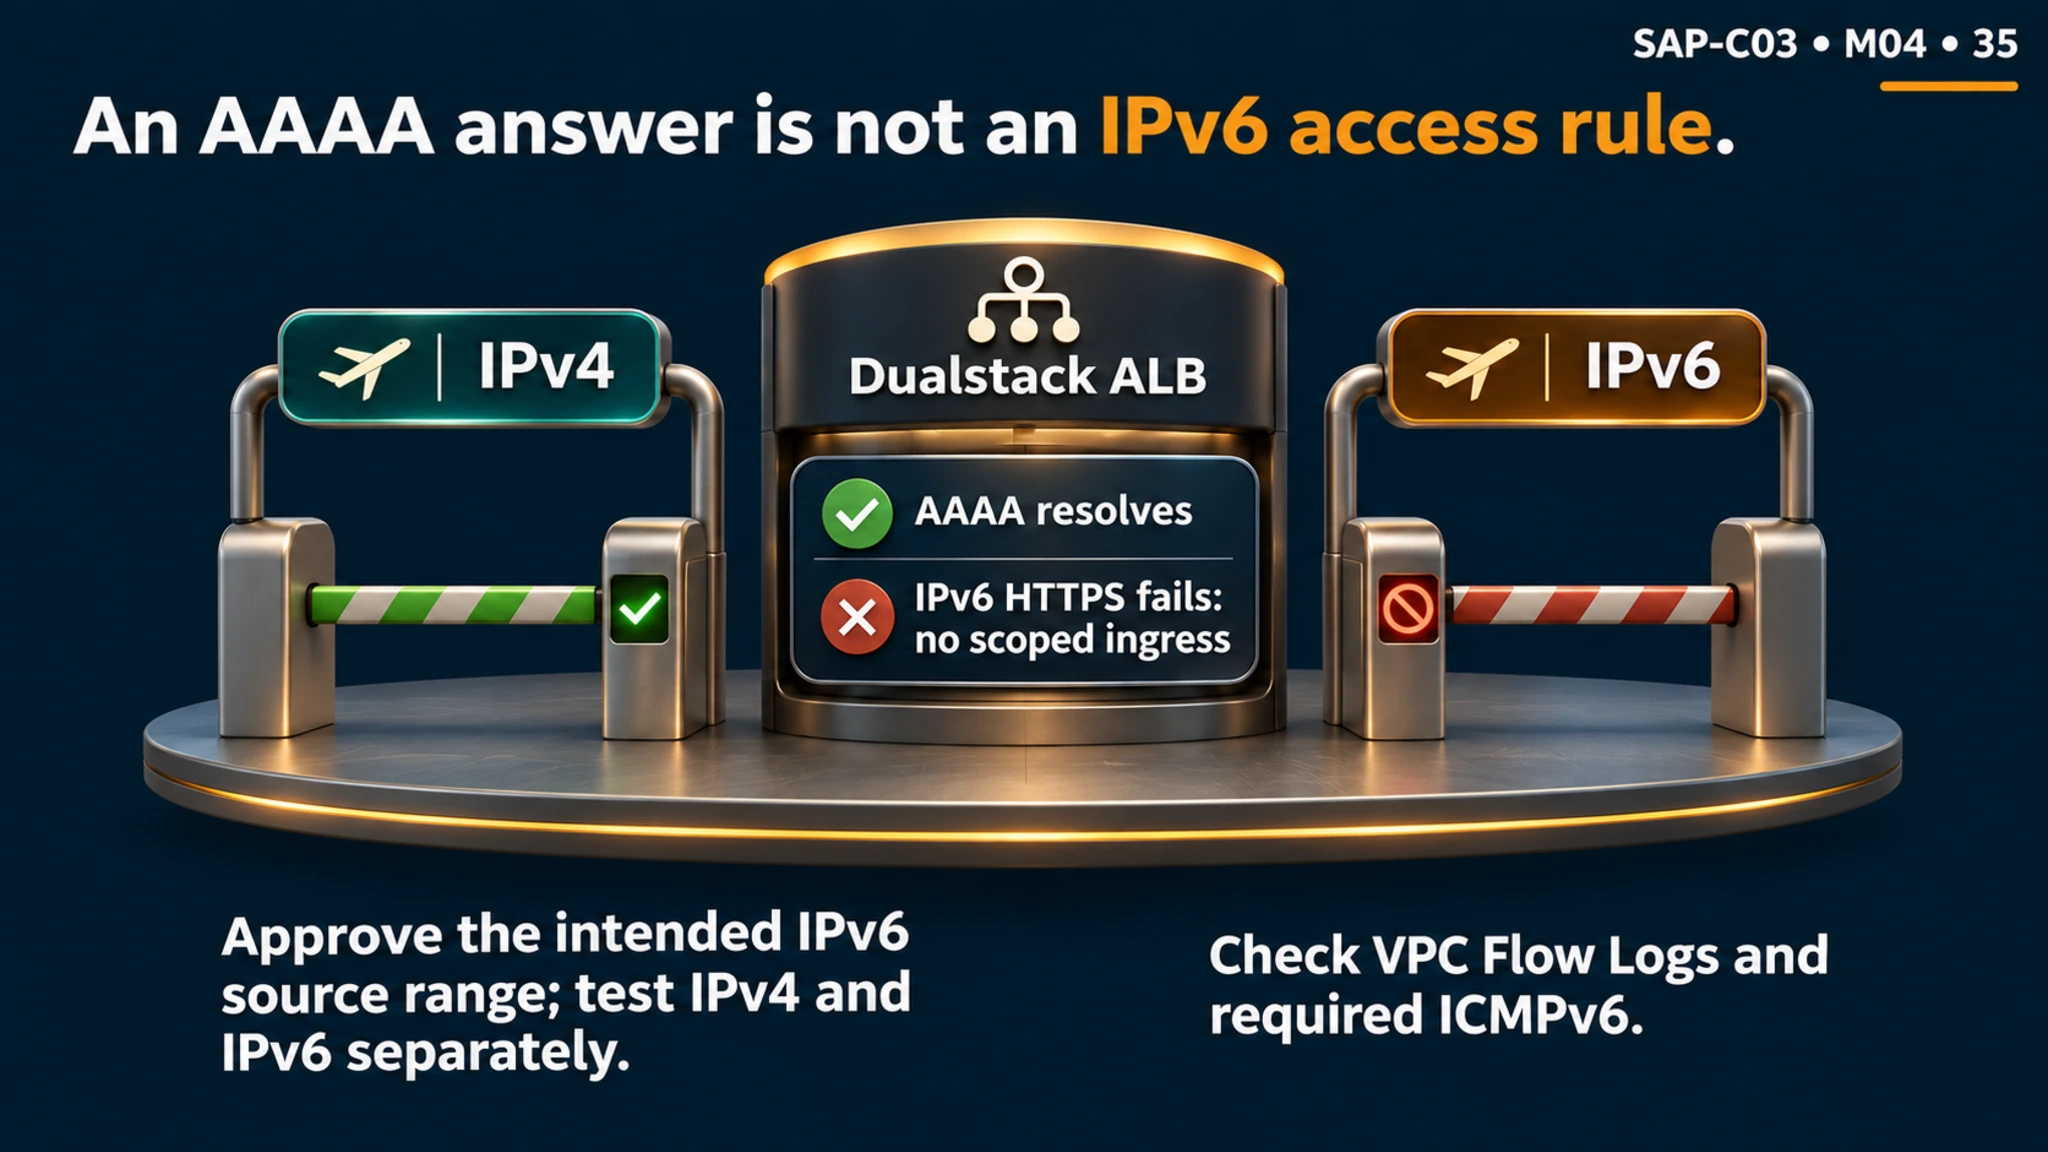 SAP-C03 • M04 • 35
An AAAA answer is not an IPv6 access rule.
IPv4
Dualstack ALB
IPv6
AAAA resolves
IPv6 HTTPS fails:
no scoped ingress
Approve the intended IPv6
source range; test IPv4 and
IPv6 separately.
Check VPC Flow Logs and
required ICMPv6.